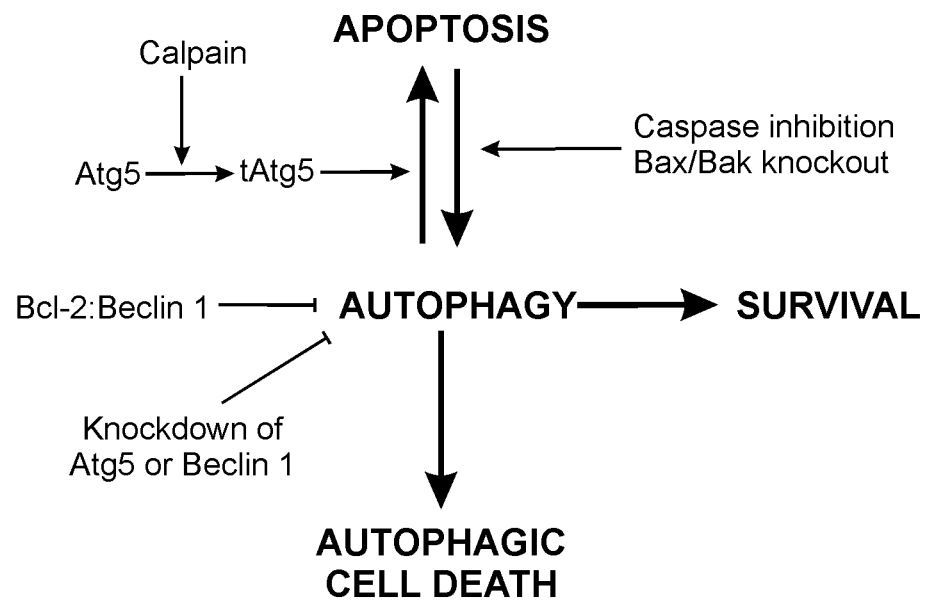 APOPTOSIS
Calpain
Caspase inhibition
Bax/Bak knockout
Atg5
tAtg5
Bcl-2:Beclin 1
AUTOPHAGY
SURVIVAL
Knockdown of
Atg5 or Beclin 1
AUTOPHAGIC
CELL DEATH